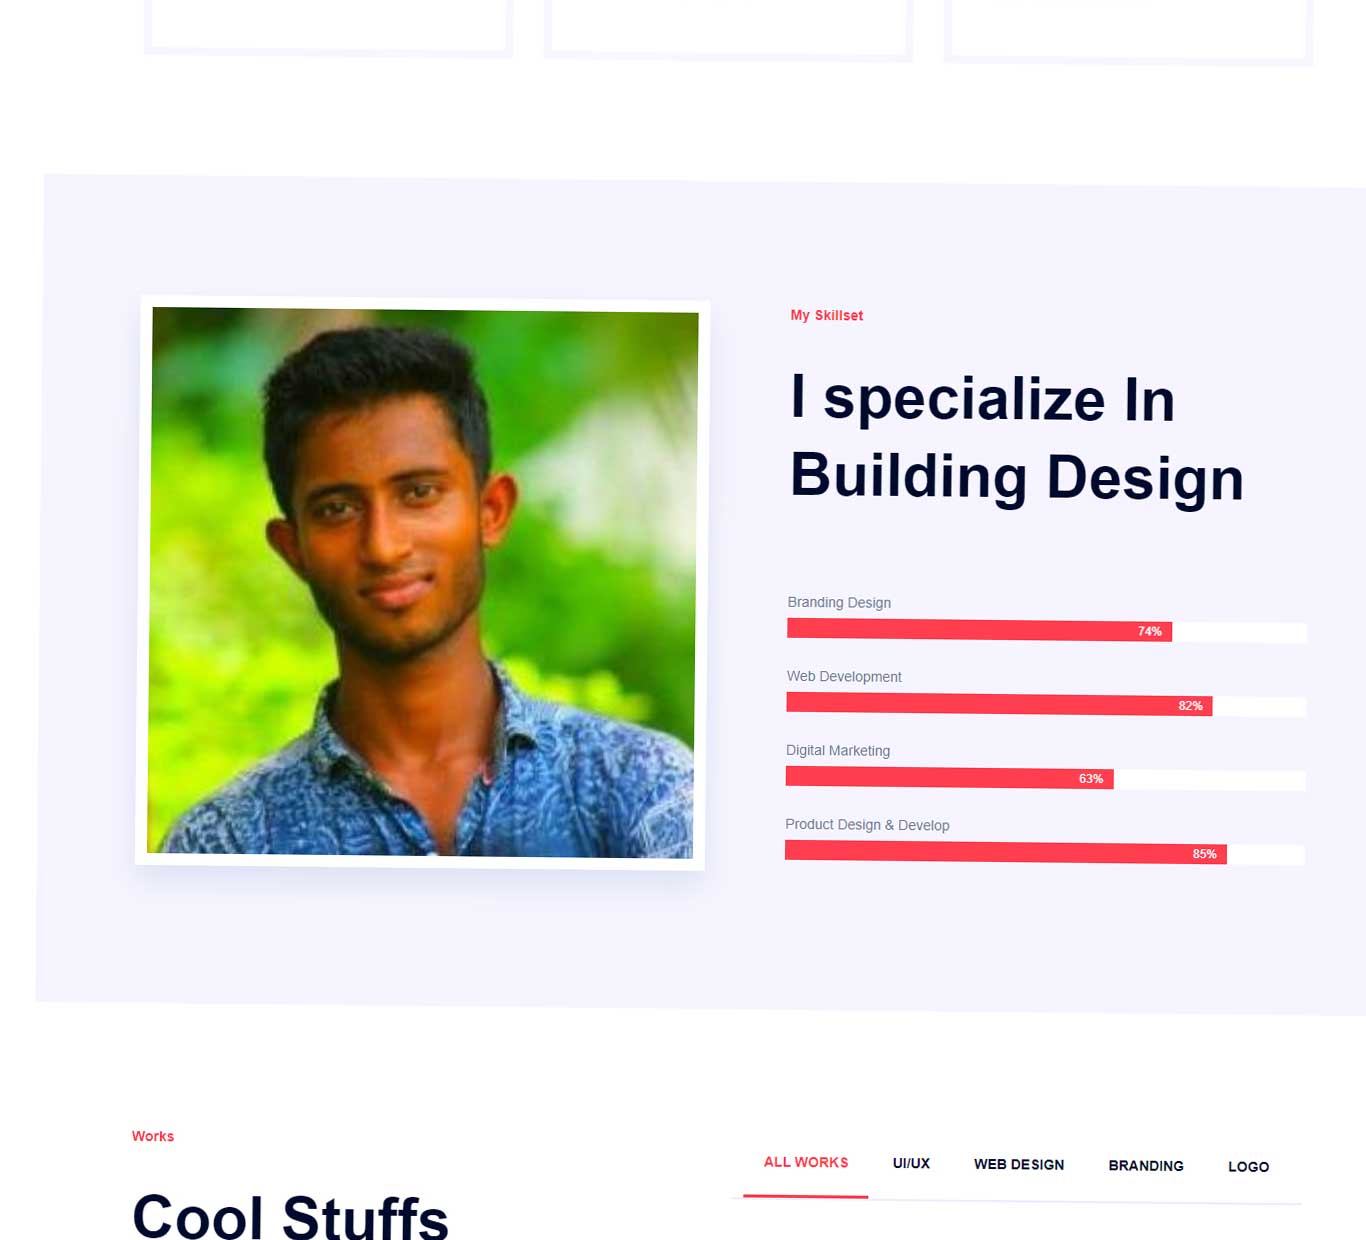 My Skillset
I specialize In
Building Design
Branding Design
74%
Web Development
82%
Digital Marketing
63%
Product Design & Develop
85%
Works
Cool Stuffs
ALL WORKS UI/UX WEB DESIGN BRANDING LOGO